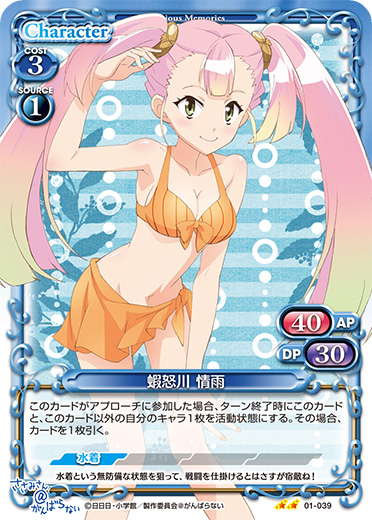 ious Memories
Character
COST
3
SOURCE
1
40 AP
DP 30
蝦怒川 情雨
このカードがアプローチに参加した場合、ターン終了時にこのカード
と、このカード以外の自分のキャラ1枚を活動状態にする。その場合、
カードを1枚引く。
水着
水着という無防備な状態を狙って、戦闘を仕掛けるとはさすが宿敵ね!
ささみさん
@
がんばらない
©日日日・小学館/製作委員会@がんばらない
01-039